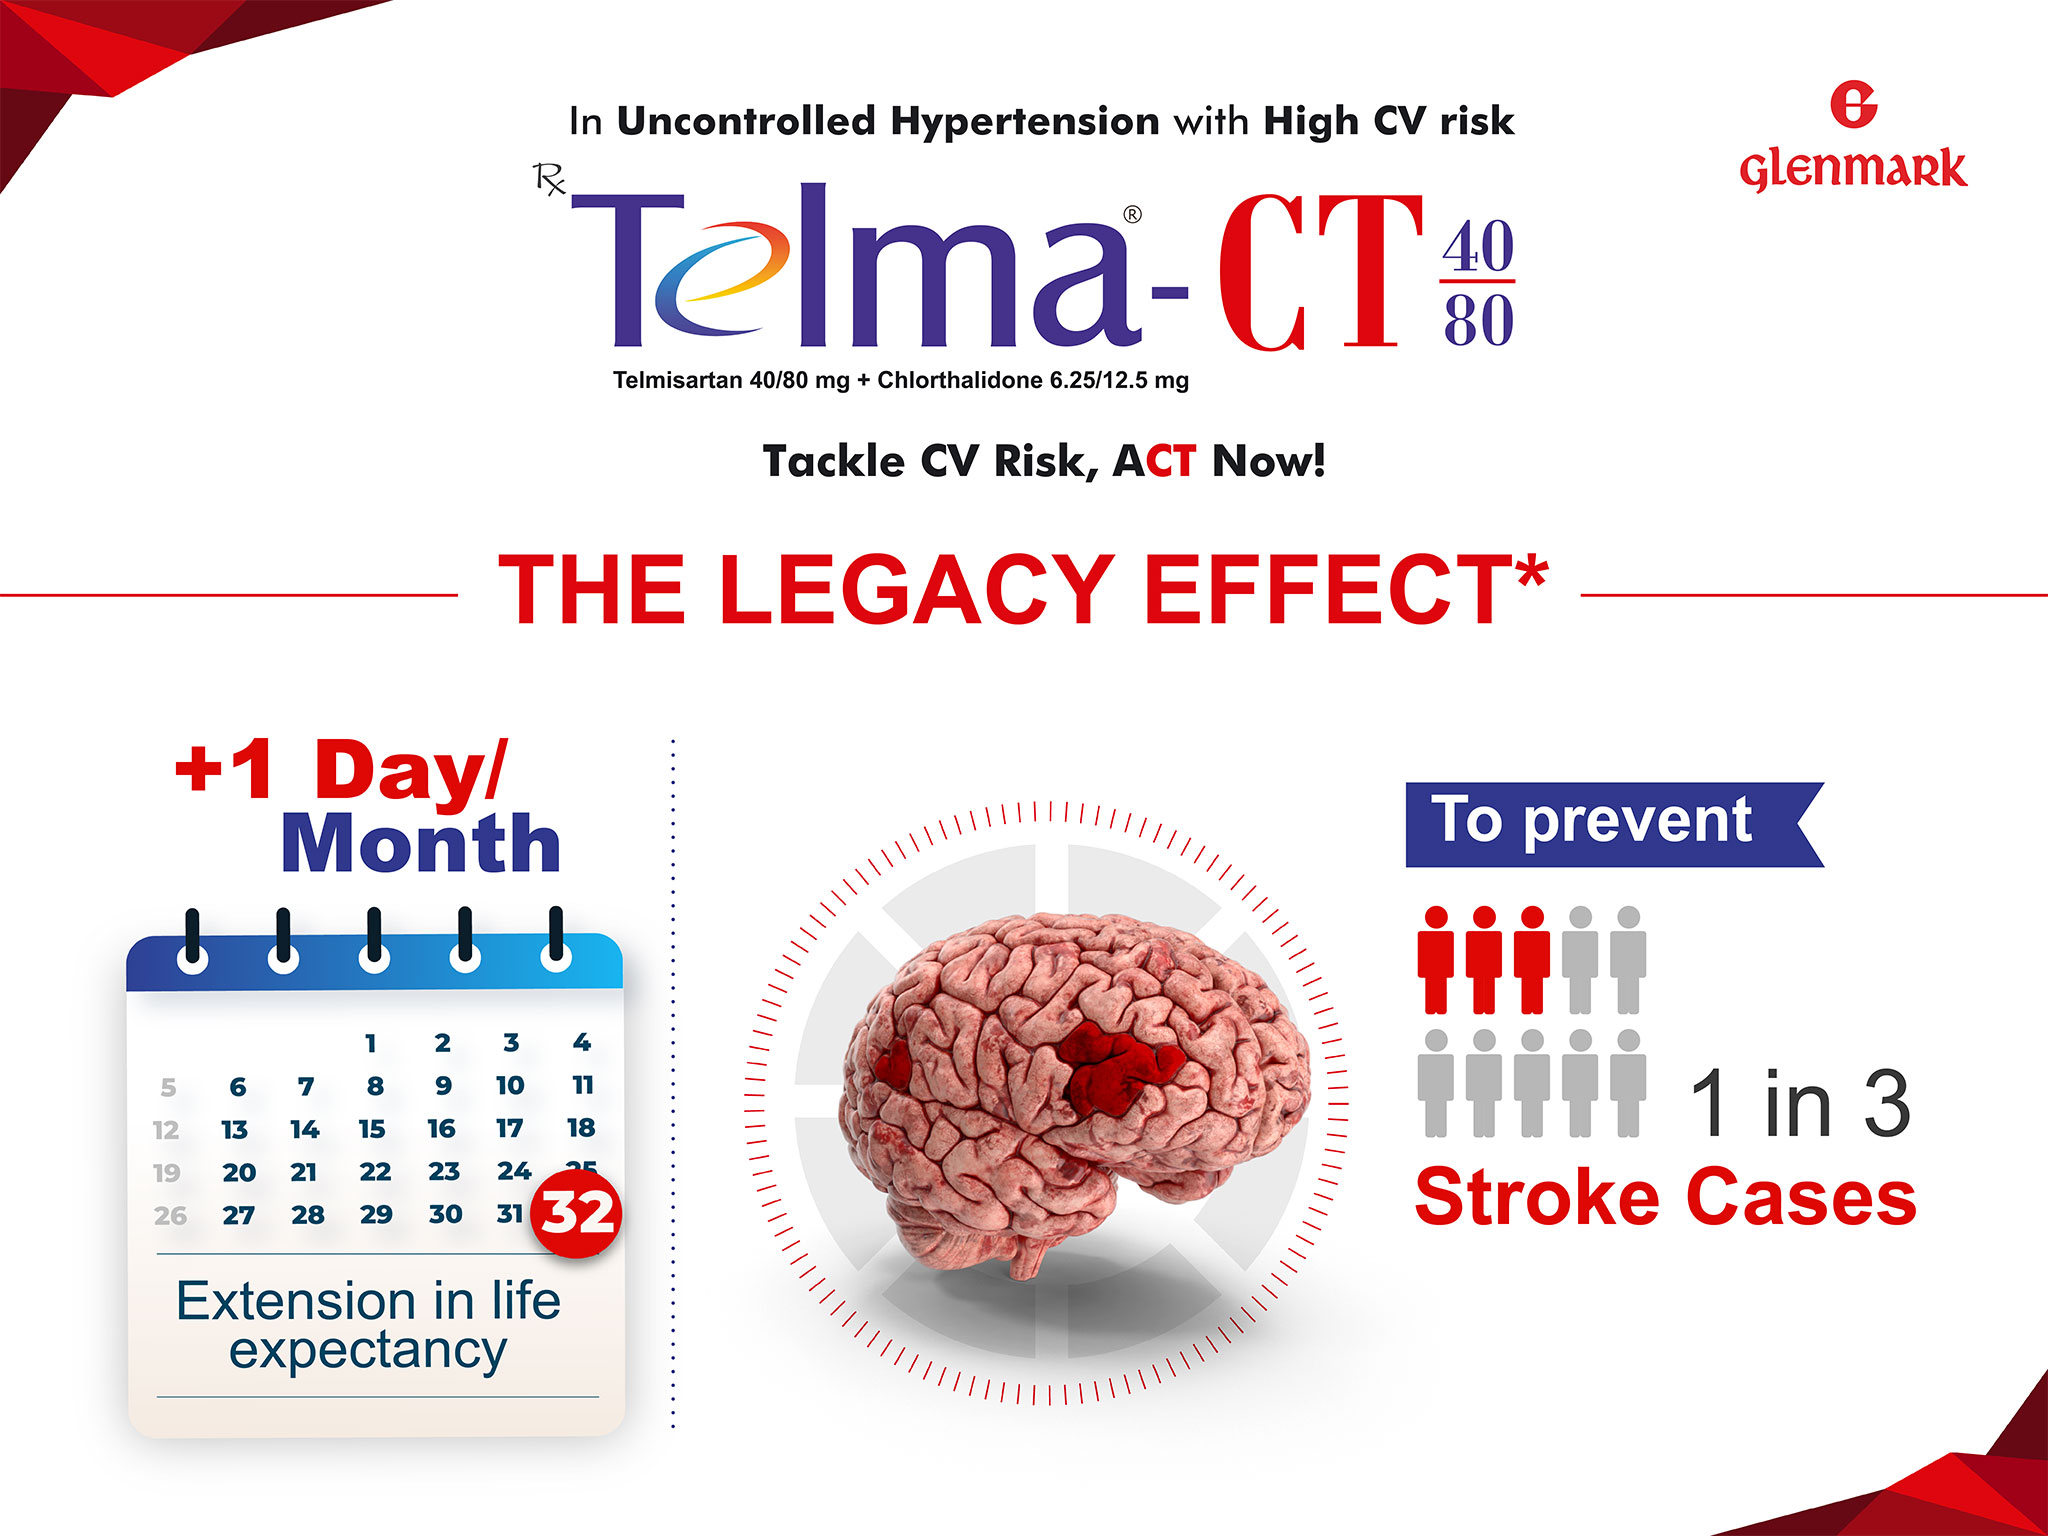 In Uncontrolled Hypertension with High CV risk
GLENMARK
Rx
Telma®-CT 40/80
Telmisartan 40/80 mg + Chlorthalidone 6.25/12.5 mg
Tackle CV Risk, ACT Now!
THE LEGACY EFFECT*
+1 Day/
Month
1 2 3 4
5 6 7 8 9 10 11
12 13 14 15 16 17 18
19 20 21 22 23 24 25
26 27 28 29 30 31 32
Extension in life
expectancy
To prevent
1 in 3
Stroke Cases